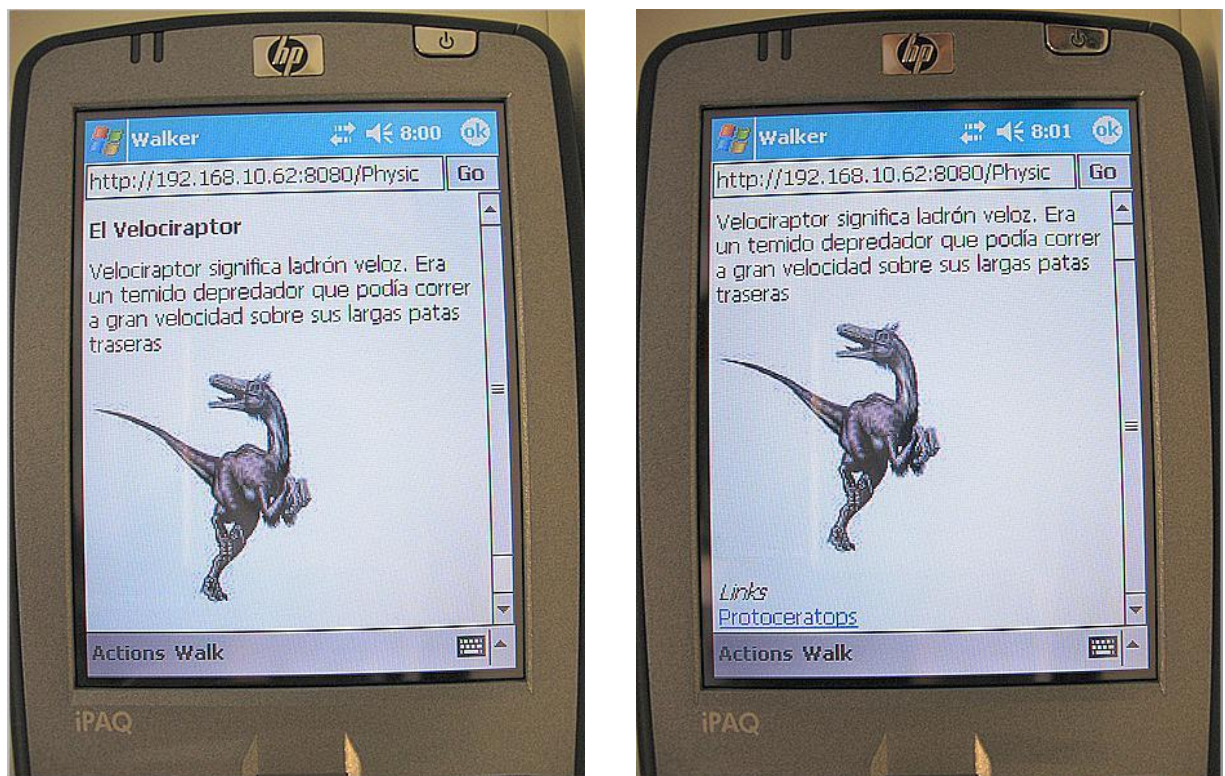 hp
Walker 8:00 ok
http://192.168.10.62:8080/Physic Go
El Velociraptor
Velociraptor significa ladrón veloz. Era
un temido depredador que podía correr
a gran velocidad sobre sus largas patas
traseras
Actions Walk
iPAQ
hp
Walker 8:01 ok
http://192.168.10.62:8080/Physic Go
Velociraptor significa ladrón veloz. Era
un temido depredador que podía correr
a gran velocidad sobre sus largas patas
traseras
Links
Protoceratops
Actions Walk
iPAQ